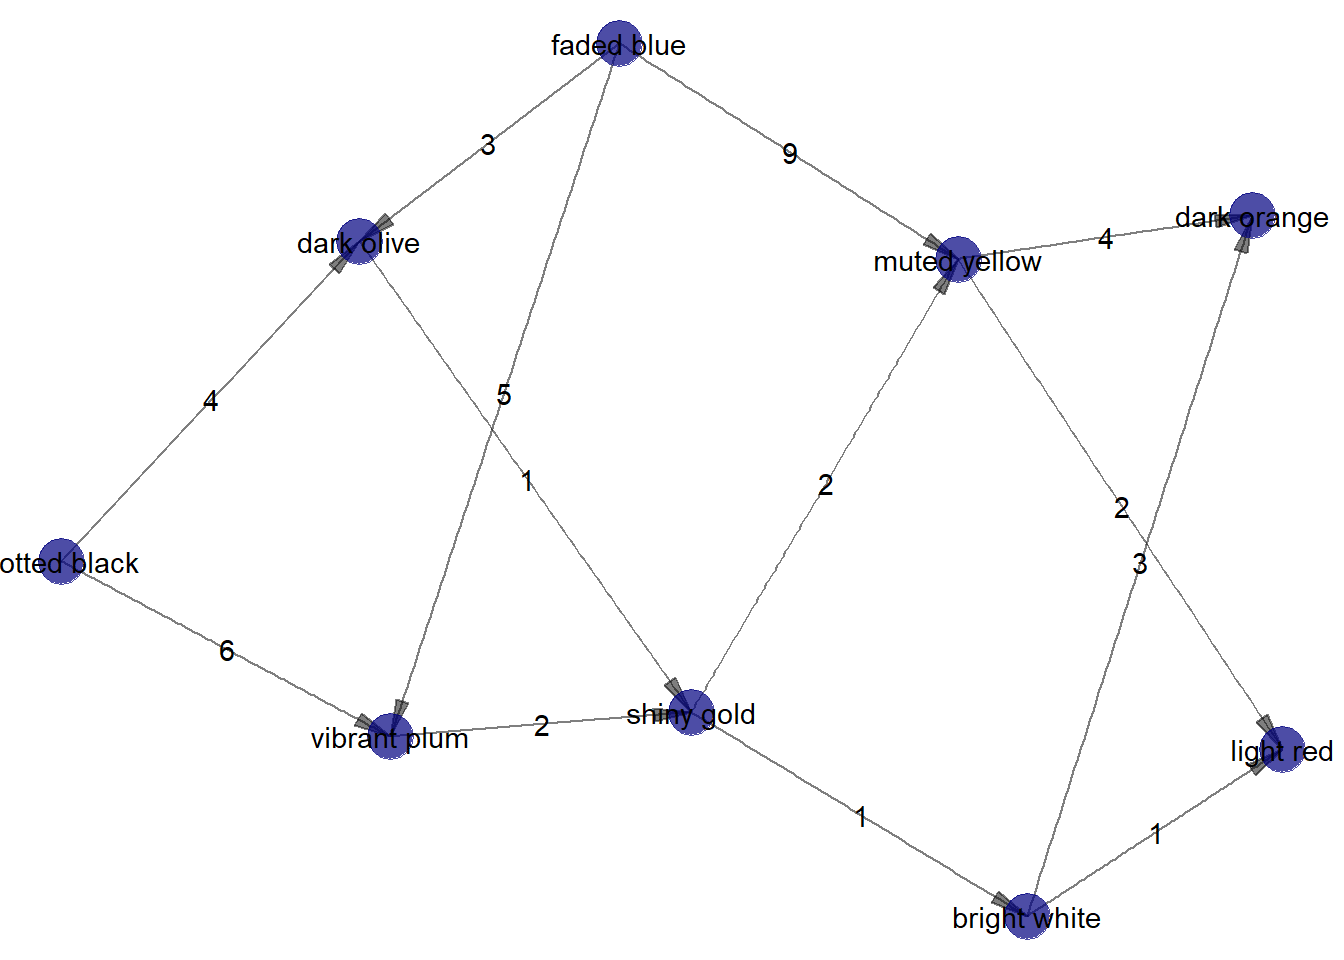 faded blue
3
9
dark orange
dark olive
4
muted yellow
5
4
1
2
2
3
otted black
6
vibrant plum
2
shiny gold
light red
1
1
bright white